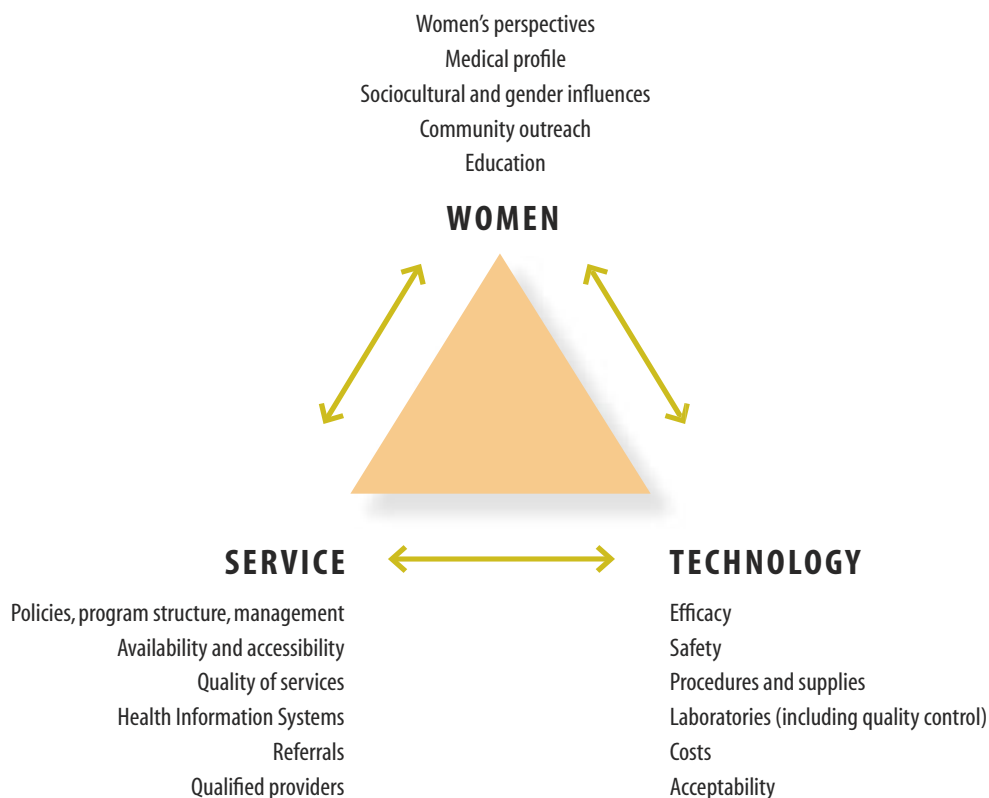 Women’s perspectives
Medical profile
Sociocultural and gender influences
Community outreach
Education
WOMEN
SERVICE
Policies, program structure, management
Availability and accessibility
Quality of services
Health Information Systems
Referrals
Qualified providers
TECHNOLOGY
Efficacy
Safety
Procedures and supplies
Laboratories (including quality control)
Costs
Acceptability